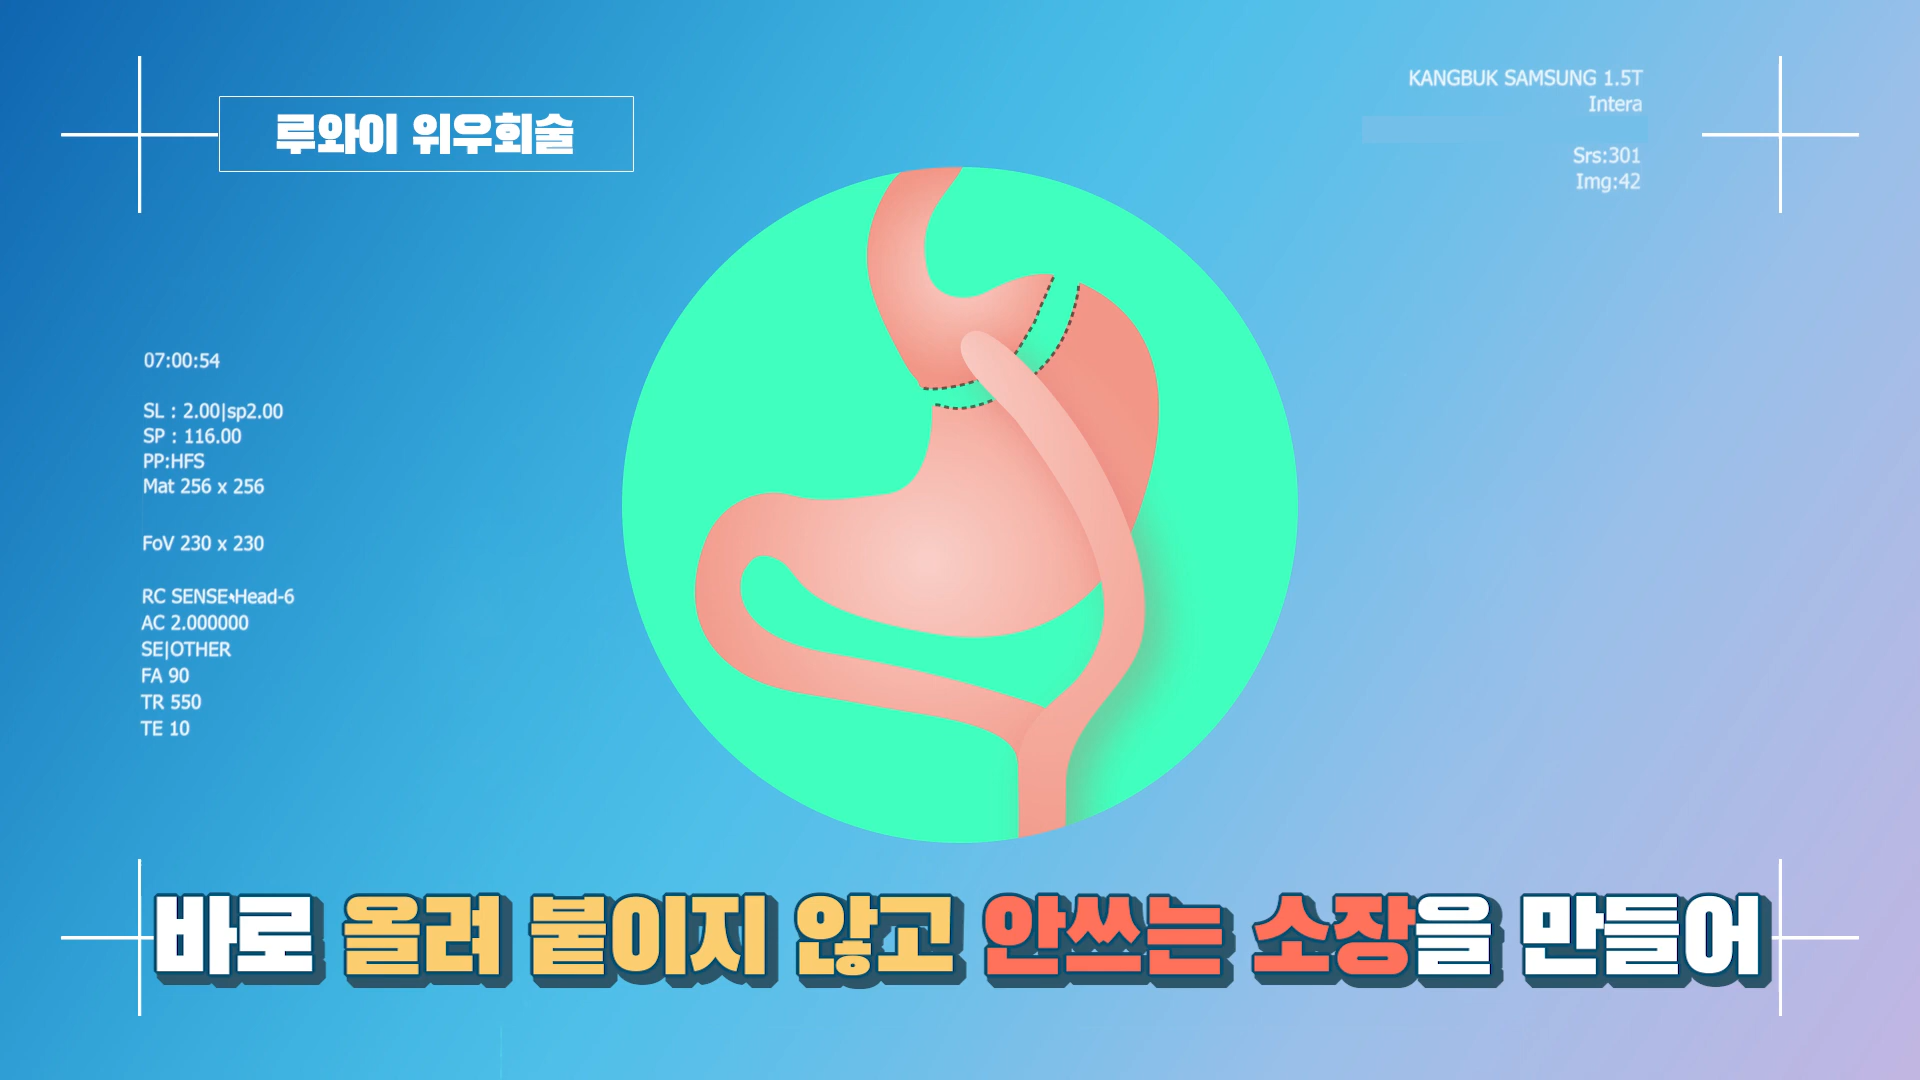 루와이 위우회술
KANGBUK SAMSUNG 1.5T
Intera
Srs:301
Img:42
07:00:54
SL : 2.00|sp2.00
SP : 116.00
PP:HFS
Mat 256 x 256
FoV 230 x 230
RC SENSE•Head-6
AC 2.000000
SE|OTHER
FA 90
TR 550
TE 10
바로 올려 붙이지 않고 안쓰는 소장을 만들어